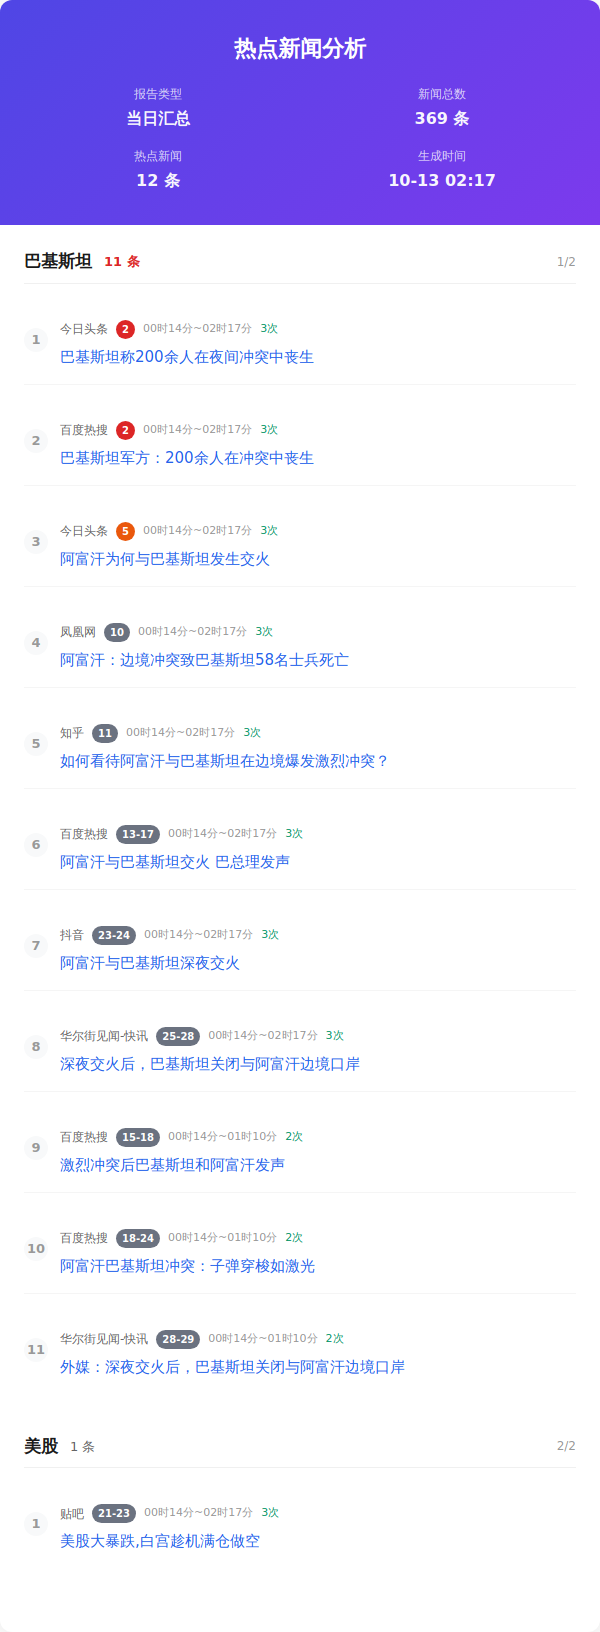 热点新闻分析
报告类型
新闻总数
当日汇总
369 条
热点新闻
生成时间
12 条
10-13 02:17
巴基斯坦 11 条 1/2
1
今日头条 2 00时14分~02时17分 3次
巴基斯坦称200余人在夜间冲突中丧生
2
百度热搜 2 00时14分~02时17分 3次
巴基斯坦军方：200余人在冲突中丧生
3
今日头条 5 00时14分~02时17分 3次
阿富汗为何与巴基斯坦发生交火
4
凤凰网 10 00时14分~02时17分 3次
阿富汗：边境冲突致巴基斯坦58名士兵死亡
5
知乎 11 00时14分~02时17分 3次
如何看待阿富汗与巴基斯坦在边境爆发激烈冲突？
6
百度热搜 13-17 00时14分~02时17分 3次
阿富汗与巴基斯坦交火 巴总理发声
7
抖音 23-24 00时14分~02时17分 3次
阿富汗与巴基斯坦深夜交火
8
华尔街见闻-快讯 25-28 00时14分~02时17分 3次
深夜交火后，巴基斯坦关闭与阿富汗边境口岸
9
百度热搜 15-18 00时14分~01时10分 2次
激烈冲突后巴基斯坦和阿富汗发声
10
百度热搜 18-24 00时14分~01时10分 2次
阿富汗巴基斯坦冲突：子弹穿梭如激光
11
华尔街见闻-快讯 28-29 00时14分~01时10分 2次
外媒：深夜交火后，巴基斯坦关闭与阿富汗边境口岸
美股 1 条 2/2
1
贴吧 21-23 00时14分~02时17分 3次
美股大暴跌,白宫趁机满仓做空